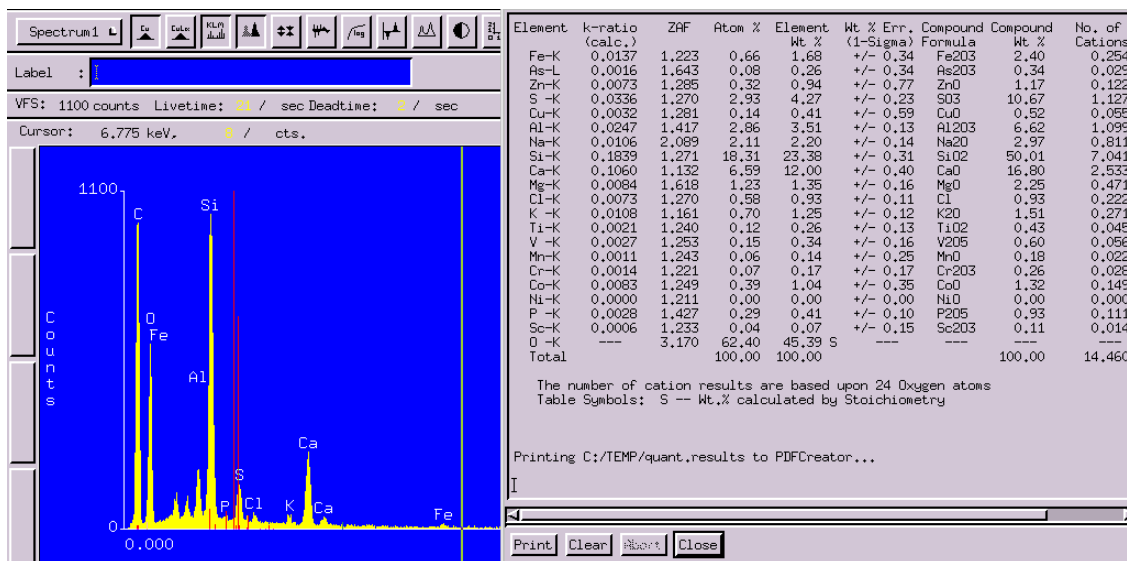 Spectrum1
Cu
CuLα
KLM
log
Label :
VFS: 1100 counts Livetime: 21 / sec Deadtime: 2 / sec
Cursor: 6.775 keV, 8 / cts.
1100
C
Si
O
Fe
Al
Ca
S
P
Cl
K
Ca
Fe
Counts
0
0.000
Element k-ratio ZAF Atom % Element Wt % Err. Compound Compound No. of
(calc.) Wt % (1-Sigma) Formula Wt % Cations
Fe-K 0.0137 1.223 0.66 1.68 +/- 0.34 Fe2O3 2.40 0.254
As-L 0.0016 1.643 0.08 0.26 +/- 0.34 As2O3 0.34 0.029
Zn-K 0.0073 1.285 0.32 0.94 +/- 0.77 ZnO 1.17 0.122
S -K 0.0336 1.270 2.93 4.27 +/- 0.23 SO3 10.67 1.127
Cu-K 0.0032 1.281 0.14 0.41 +/- 0.59 CuO 0.52 0.055
Al-K 0.0247 1.417 2.86 3.51 +/- 0.13 Al2O3 6.62 1.099
Na-K 0.0106 2.089 2.11 2.20 +/- 0.14 Na2O 2.97 0.811
Si-K 0.1839 1.271 18.31 23.38 +/- 0.31 SiO2 50.01 7.041
Ca-K 0.1060 1.132 6.59 12.00 +/- 0.40 CaO 16.80 2.533
Mg-K 0.0084 1.618 1.23 1.35 +/- 0.16 MgO 2.25 0.471
Cl-K 0.0073 1.270 0.58 0.93 +/- 0.11 Cl 0.93 0.222
K -K 0.0108 1.161 0.70 1.25 +/- 0.12 K2O 1.51 0.271
Ti-K 0.0021 1.240 0.12 0.26 +/- 0.13 TiO2 0.43 0.045
V -K 0.0027 1.253 0.15 0.34 +/- 0.16 V2O5 0.60 0.056
Mn-K 0.0011 1.243 0.06 0.14 +/- 0.25 MnO 0.18 0.022
Cr-K 0.0014 1.221 0.07 0.17 +/- 0.17 Cr2O3 0.26 0.028
Co-K 0.0083 1.249 0.39 1.04 +/- 0.35 CoO 1.32 0.149
Ni-K 0.0000 1.211 0.00 0.00 +/- 0.00 NiO 0.00 0.000
P -K 0.0028 1.427 0.29 0.41 +/- 0.10 P2O5 0.93 0.111
Sc-K 0.0006 1.233 0.04 0.07 +/- 0.15 Sc2O3 0.11 0.014
O -K --- 3.170 62.40 45.39 S --- --- --- ---
Total 100.00 100.00 100.00 14.460
The number of cation results are based upon 24 Oxygen atoms
Table Symbols: S -- Wt.% calculated by Stoichiometry
Printing C:/TEMP/quant.results to PDFCreator...
Print Clear Abort Close